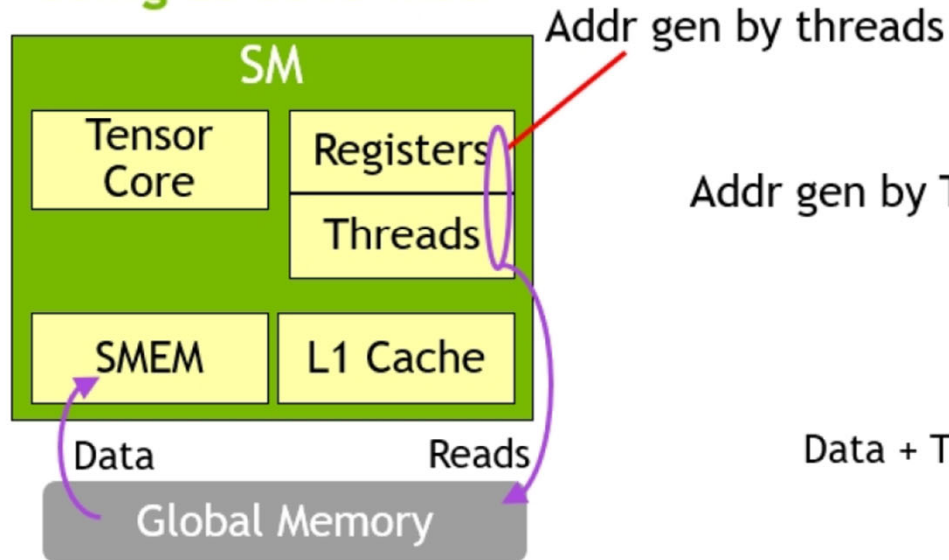 Addr gen by threads
SM
Tensor
Core
Registers
Threads
Addr gen by T
SMEM
L1 Cache
Data
Reads
Data + T
Global Memory